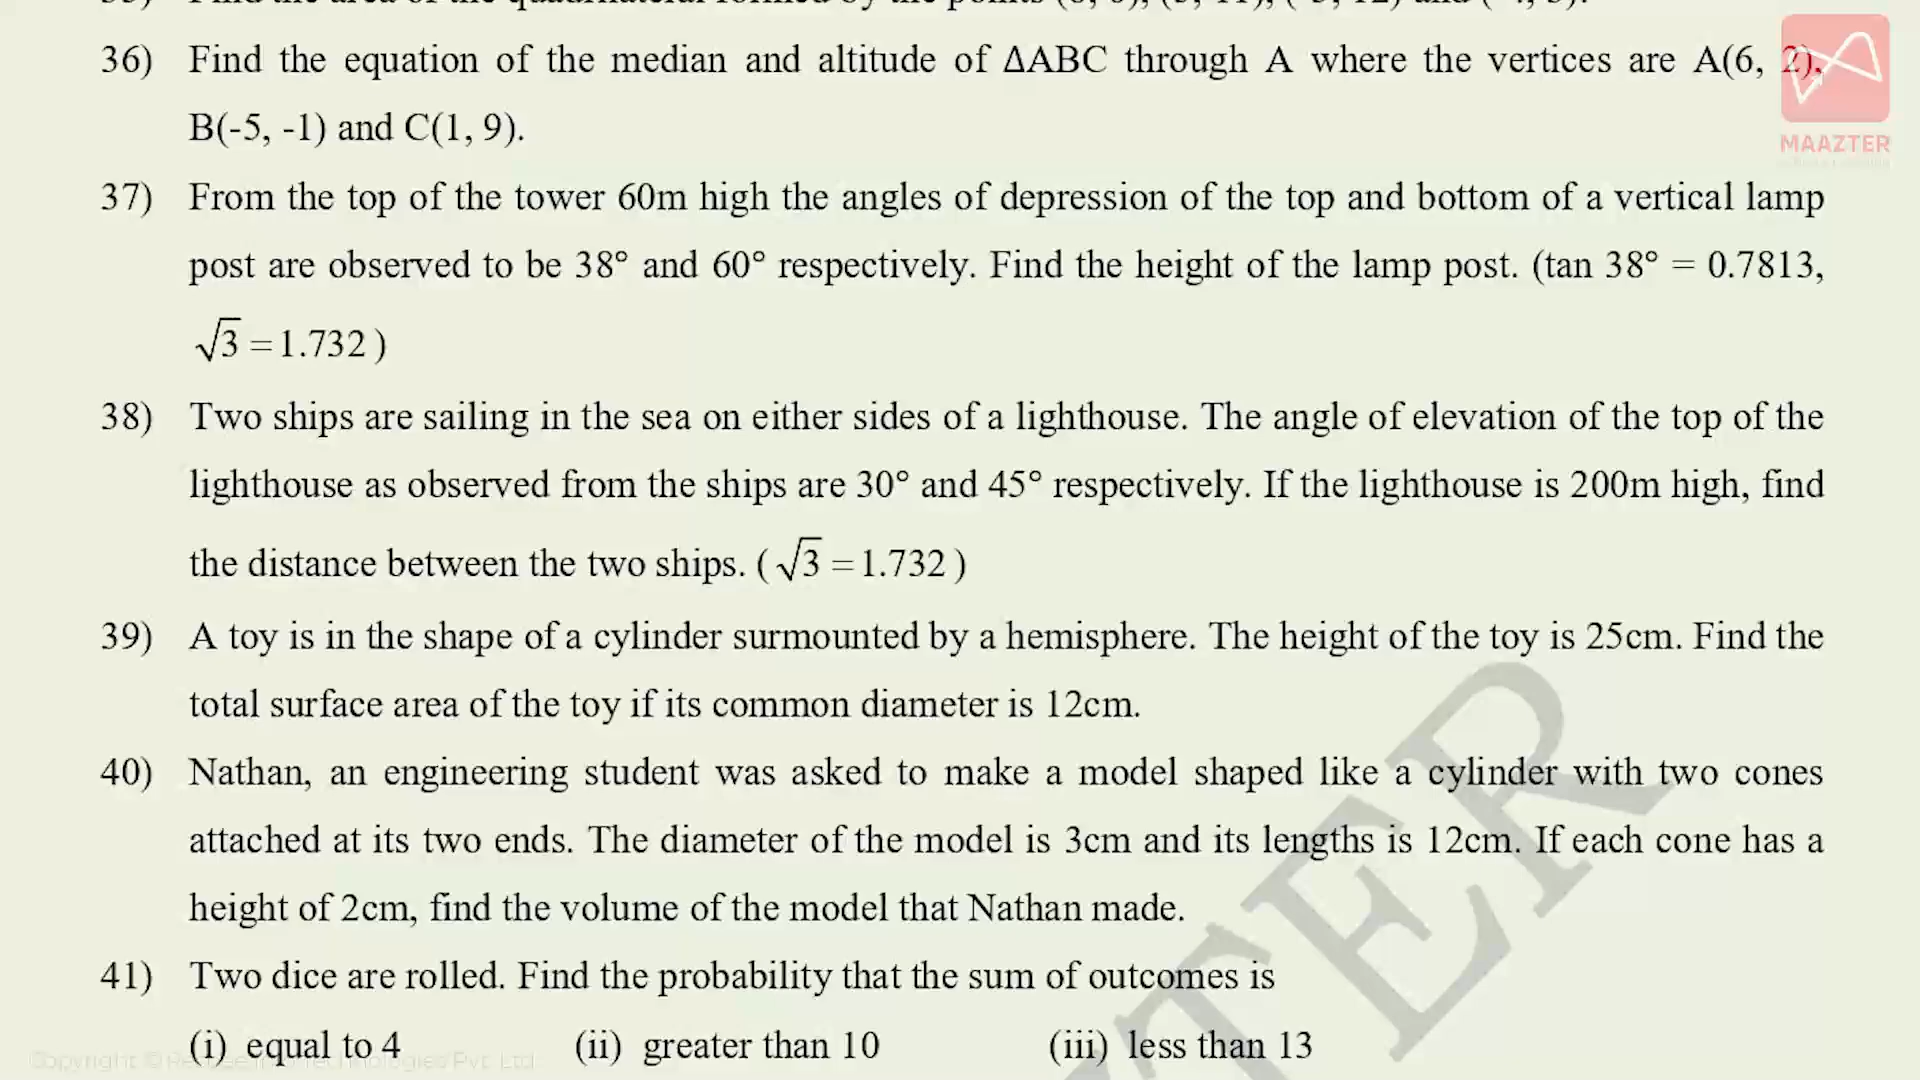 36) Find the equation of the median and altitude of ΔABC through A where the vertices are A(6, 2),
B(-5, -1) and C(1, 9).
MAAZTER
37) From the top of the tower 60m high the angles of depression of the top and bottom of a vertical lamp
post are observed to be 38° and 60° respectively. Find the height of the lamp post. (tan 38° = 0.7813,
√3 = 1.732 )
38) Two ships are sailing in the sea on either sides of a lighthouse. The angle of elevation of the top of the
lighthouse as observed from the ships are 30° and 45° respectively. If the lighthouse is 200m high, find
the distance between the two ships. ( √3 = 1.732 )
39) A toy is in the shape of a cylinder surmounted by a hemisphere. The height of the toy is 25cm. Find the
total surface area of the toy if its common diameter is 12cm.
40) Nathan, an engineering student was asked to make a model shaped like a cylinder with two cones
attached at its two ends. The diameter of the model is 3cm and its lengths is 12cm. If each cone has a
height of 2cm, find the volume of the model that Nathan made.
41) Two dice are rolled. Find the probability that the sum of outcomes is
(i) equal to 4 (ii) greater than 10 (iii) less than 13
TER
Copyright © Technologies Pvt. Ltd